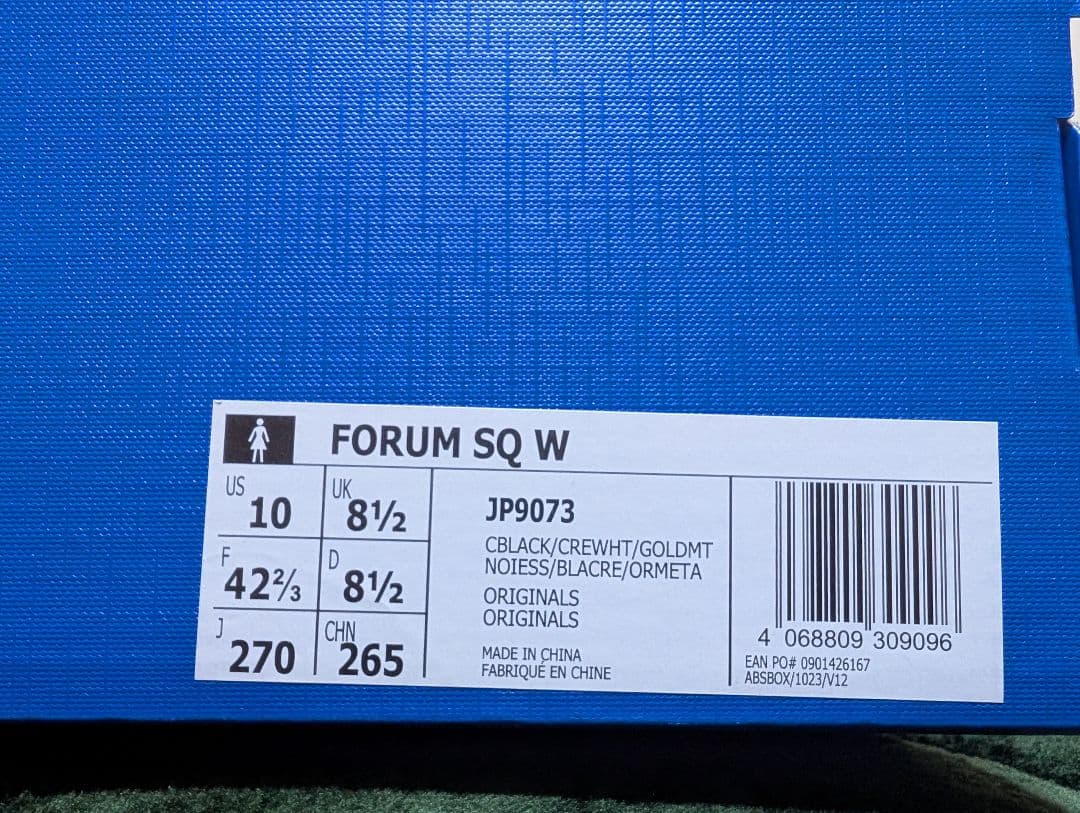 FORUM SQ W
US 10 UK 8½
F 42⅔ D 8½
J 270 CHN 265
JP9073
CBLACK/CREWHT/GOLDMT
NOIESS/BLACRE/ORMETA
ORIGINALS
ORIGINALS
MADE IN CHINA
FABRIQUÉ EN CHINE
4 068809 309096
EAN PO# 0901426167
ABSBOX/1023/V12